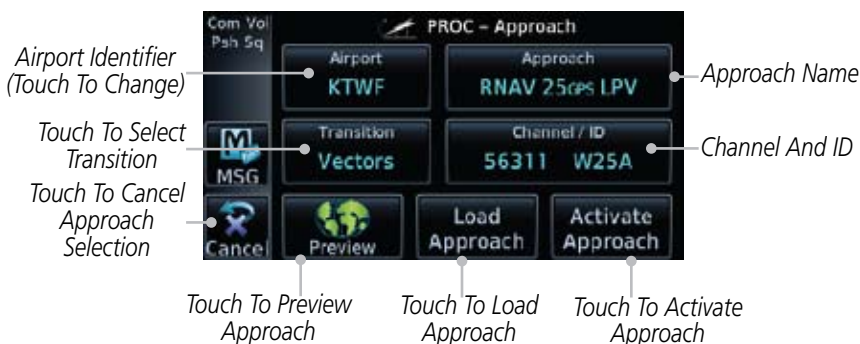 Com Vol
Psh Sq
PROC – Approach
Airport Identifier
(Touch To Change)
Airport
KTWF
Approach
RNAV 25GPS LPV
Approach Name
Touch To Select
Transition
MSG
Transition
Vectors
Channel / ID
56311 W25A
Channel And ID
Touch To Cancel
Approach
Selection
Cancel
Preview
Load
Approach
Activate
Approach
Touch To Preview
Approach
Touch To Load
Approach
Touch To Activate
Approach